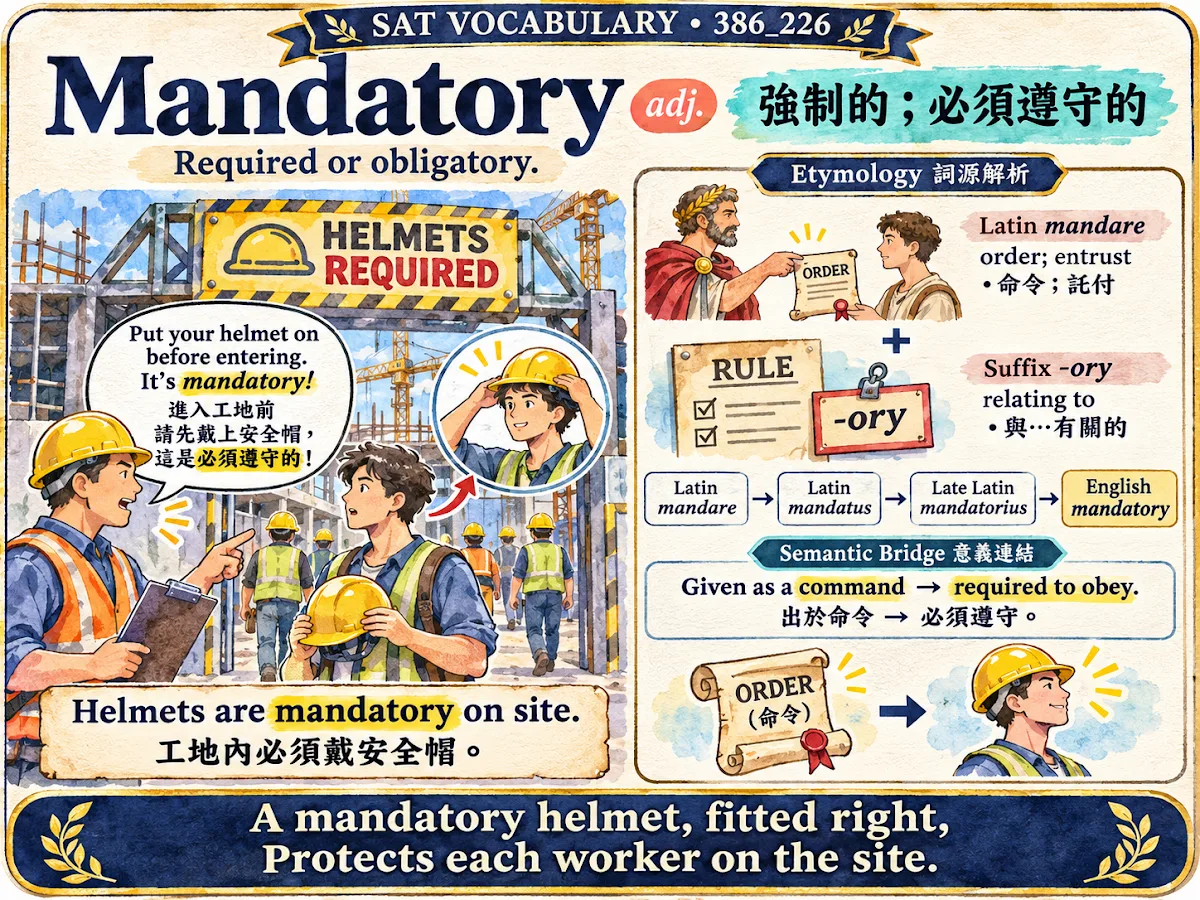 SAT VOCABULARY • 386_226
Mandatory
adj.
強制的；必須遵守的
Required or obligatory.
HELMETS
REQUIRED
Put your helmet on
before entering.
It's mandatory!
進入工地前
請先戴上安全帽，
這是必須遵守的！
Helmets are mandatory on site.
工地內必須戴安全帽。
Etymology 詞源解析
ORDER
Latin mandare
order; entrust
• 命令；託付
+
RULE
-ory
Suffix -ory
relating to
• 與…有關的
Latin
mandare
→
Latin
mandatus
→
Late Latin
mandatorius
→
English
mandatory
Semantic Bridge 意義連結
Given as a command → required to obey.
出於命令 → 必須遵守。
ORDER
(命令)
A mandatory helmet, fitted right,
Protects each worker on the site.